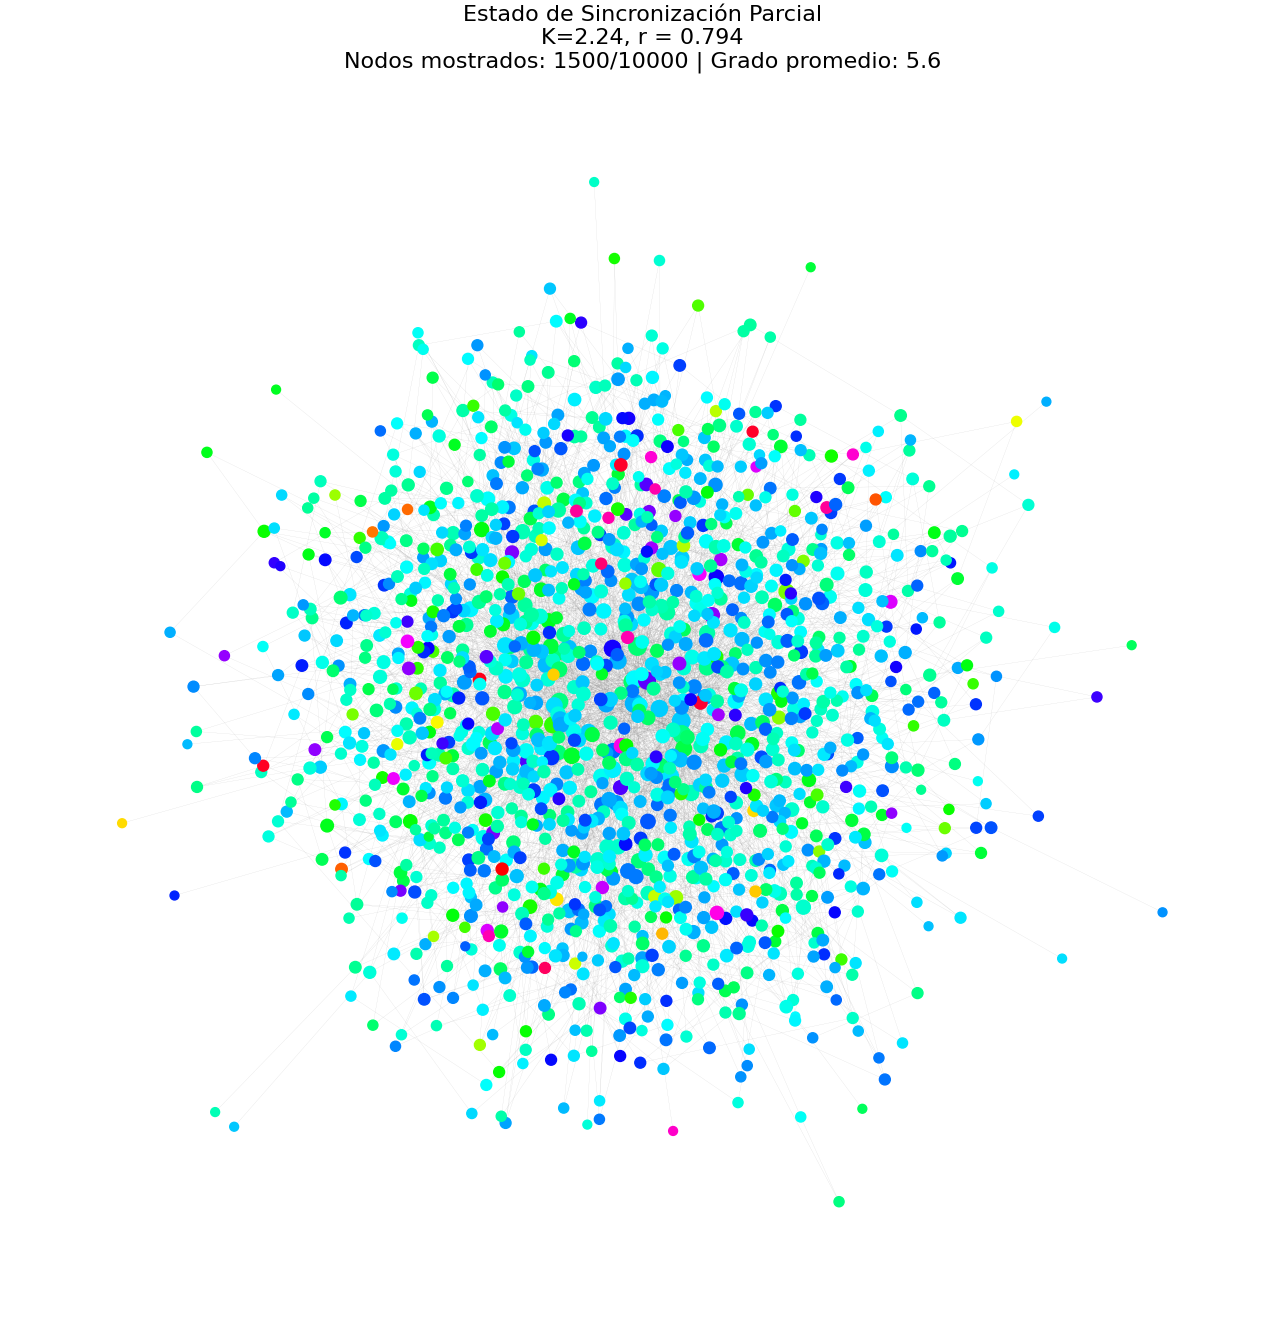 Estado de Sincronización Parcial
K=2.24, r = 0.794
Nodos mostrados: 1500/10000 | Grado promedio: 5.6